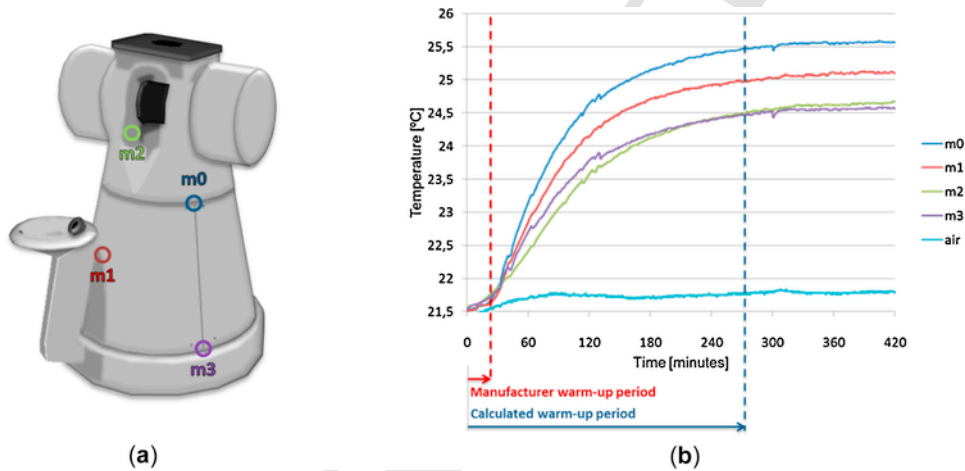 m2
m0
m1
m3
(a)
Temperature [ºC]
25,5
25
24,5
24
23,5
23
22,5
22
21,5
0
60
120
180
240
300
360
420
Time [minutes]
m0
m1
m2
m3
air
Manufacturer warm-up period
Calculated warm-up period
(b)